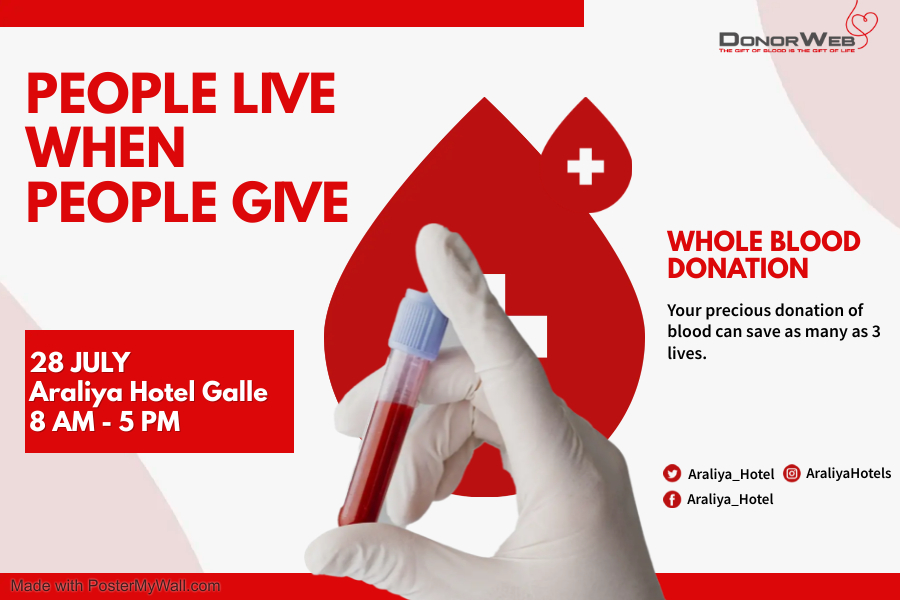 DONORWEB
THE GIFT OF BLOOD IS THE GIFT OF LIFE
PEOPLE LIVE
WHEN
PEOPLE GIVE
WHOLE BLOOD
DONATION
Your precious donation of
blood can save as many as 3
lives.
28 JULY
Araliya Hotel Galle
8 AM - 5 PM
Araliya_Hotel AraliyaHotels
Araliya_Hotel
Made with PosterMyWall.com